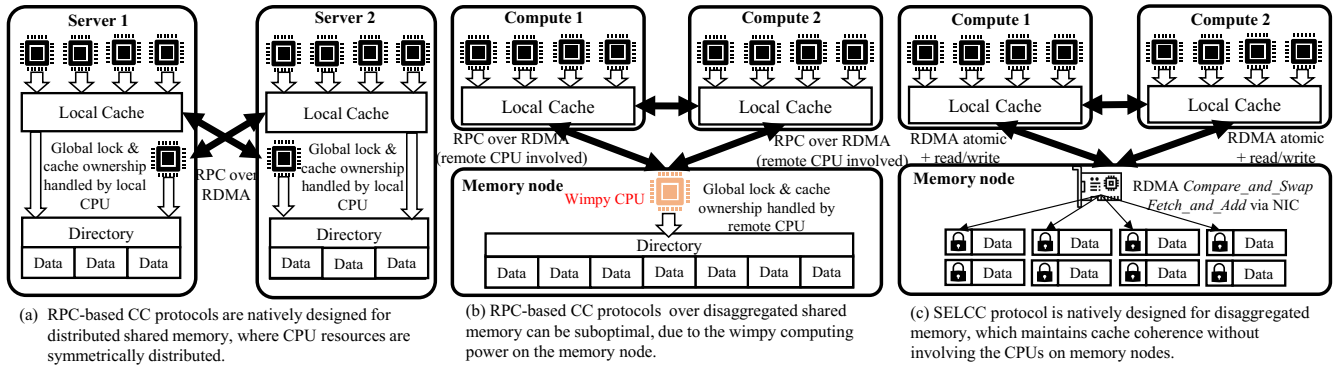 Server 1
Local Cache
Global lock &
cache ownership
handled by local
CPU
Directory
Data Data Data
RPC over
RDMA
Server 2
Local Cache
Global lock &
cache ownership
handled by local
CPU
Directory
Data Data Data
(a) RPC-based CC protocols are natively designed for
distributed shared memory, where CPU resources are
symmetrically distributed.
Compute 1
Local Cache
Compute 2
Local Cache
RPC over RDMA
(remote CPU involved)
RPC over RDMA
(remote CPU involved)
Memory node
Wimpy CPU
Global lock & cache
ownership handled by
remote CPU
Directory
Data Data Data Data Data Data Data
(b) RPC-based CC protocols over disaggregated shared
memory can be suboptimal, due to the wimpy computing
power on the memory node.
Compute 1
Local Cache
Compute 2
Local Cache
RDMA atomic
+ read/write
RDMA atomic
+ read/write
Memory node
RDMA Compare_and_Swap
Fetch_and_Add via NIC
Data Data Data Data
Data Data Data Data
(c) SELCC protocol is natively designed for disaggregated
memory, which maintains cache coherence without
involving the CPUs on memory nodes.